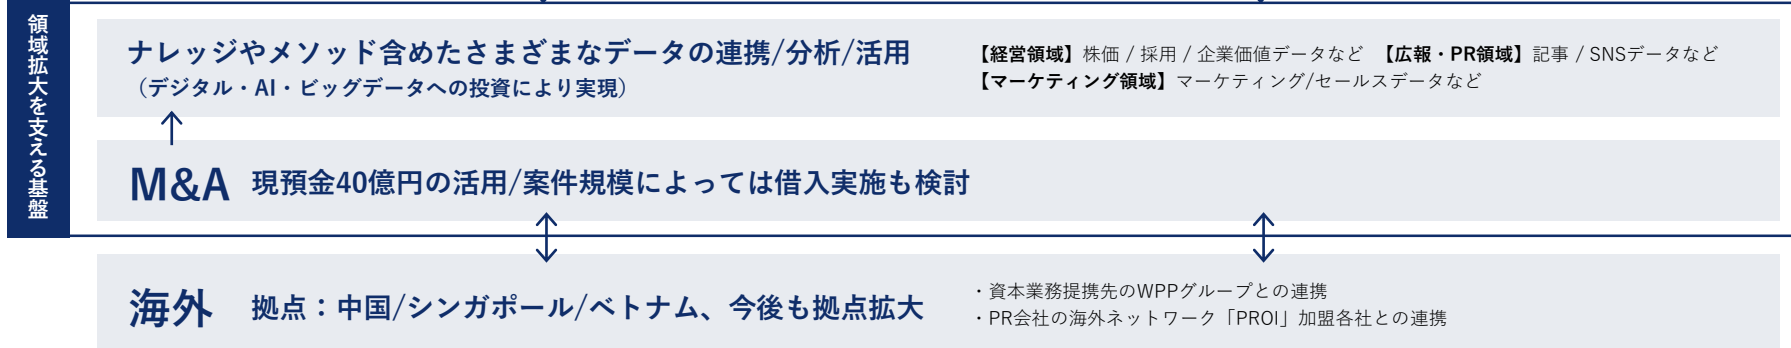 領域拡大を支える基盤
ナレッジやメソッド含めたさまざまなデータの連携/分析/活用
（デジタル・AI・ビッグデータへの投資により実現）
【経営領域】株価 / 採用 / 企業価値データなど 【広報・PR領域】記事 / SNSデータなど
【マーケティング領域】マーケティング/セールスデータなど
M&A 現預金40億円の活用/案件規模によっては借入実施も検討
海外 拠点：中国/シンガポール/ベトナム、今後も拠点拡大
・資本業務提携先のWPPグループとの連携
・PR会社の海外ネットワーク「PROI」加盟各社との連携